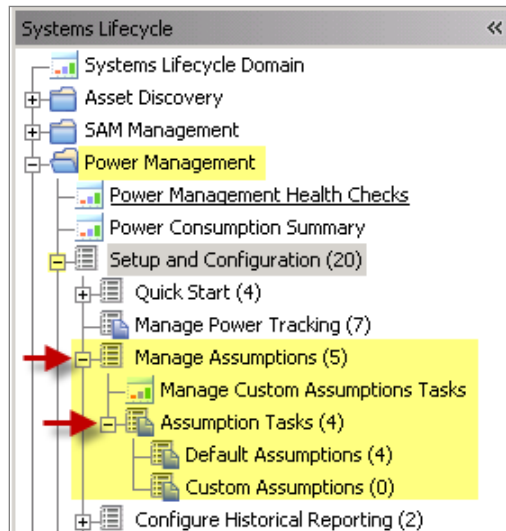 Systems Lifecycle
Systems Lifecycle Domain
Asset Discovery
SAM Management
Power Management
Power Management Health Checks
Power Consumption Summary
Setup and Configuration (20)
Quick Start (4)
Manage Power Tracking (7)
Manage Assumptions (5)
Manage Custom Assumptions Tasks
Assumption Tasks (4)
Default Assumptions (4)
Custom Assumptions (0)
Configure Historical Reporting (2)